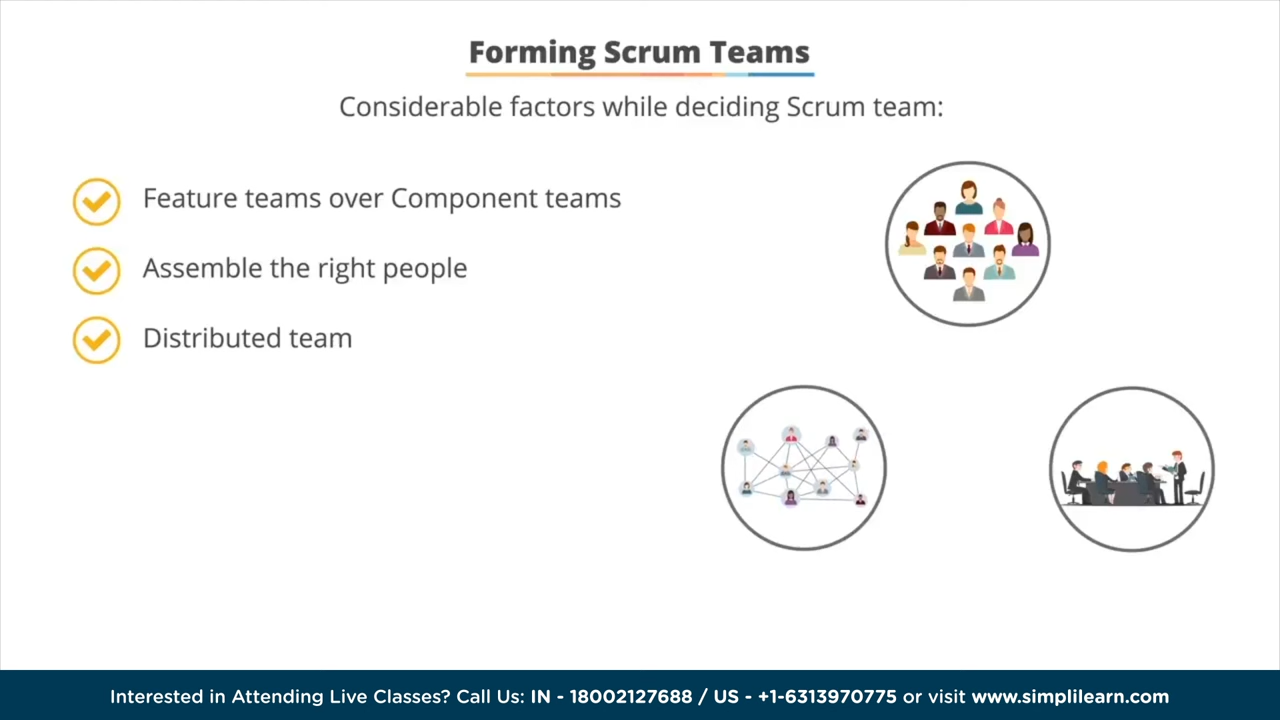 Forming Scrum Teams
Considerable factors while deciding Scrum team:
Feature teams over Component teams
Assemble the right people
Distributed team
Interested in Attending Live Classes? Call Us: IN - 18002127688 / US - +1-6313970775 or visit www.simplilearn.com